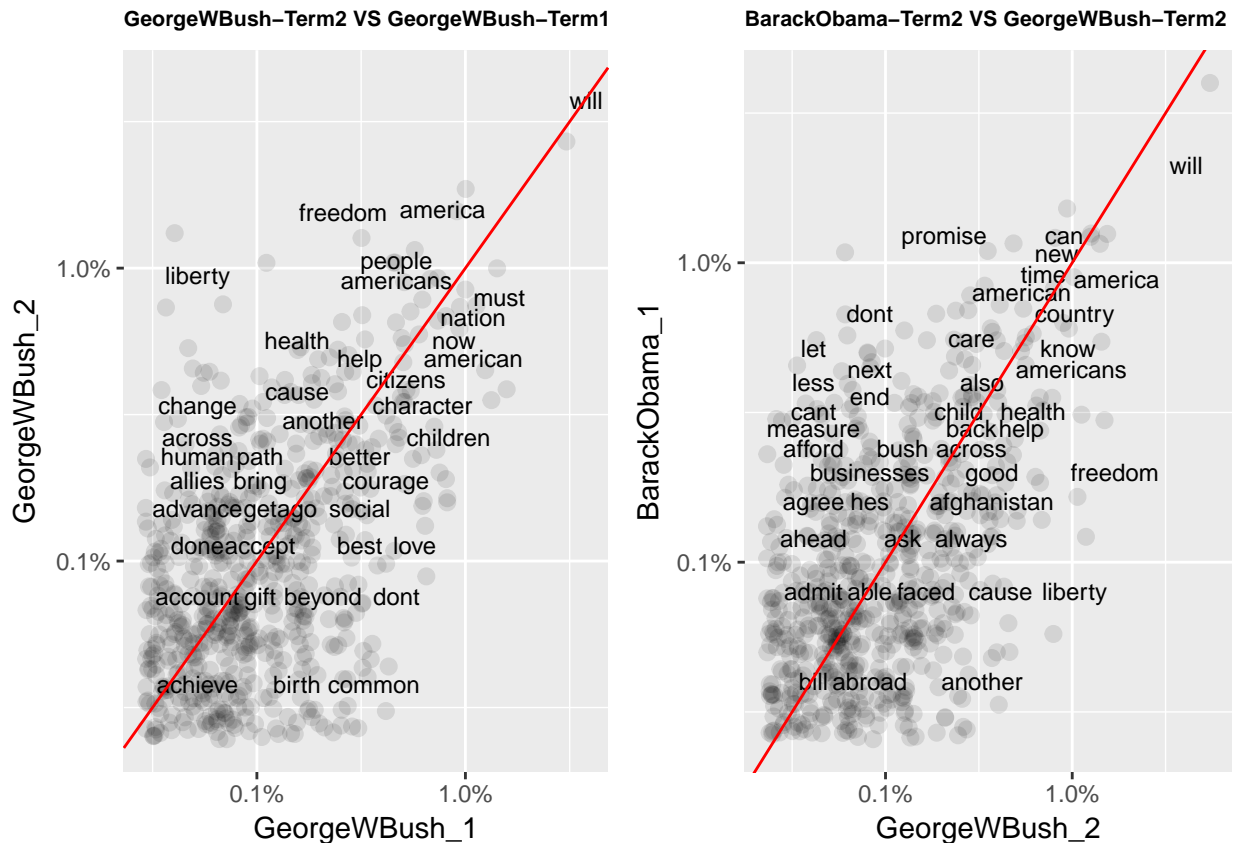 GeorgeWBush−Term2 VS GeorgeWBush−Term1
will
freedom america
people
liberty
americans
must
nation
health
now
help
american
citizens
cause
change
character
another
across
children
human path
better
allies bring
courage
advance get ago
social
done accept
best love
account gift beyond dont
achieve
birth common
1.0%
0.1%
0.1%
1.0%
GeorgeWBush_2
GeorgeWBush_1
BarackObama−Term2 VS GeorgeWBush−Term2
will
promise
can
new
time
america
american
dont
country
care
let
know
next
americans
less
also
end
cant
child
health
measure
back help
afford
bush across
businesses
good
freedom
agree hes
afghanistan
ahead
ask always
admit able faced cause liberty
bill abroad another
1.0%
0.1%
0.1%
1.0%
BarackObama_1
GeorgeWBush_2